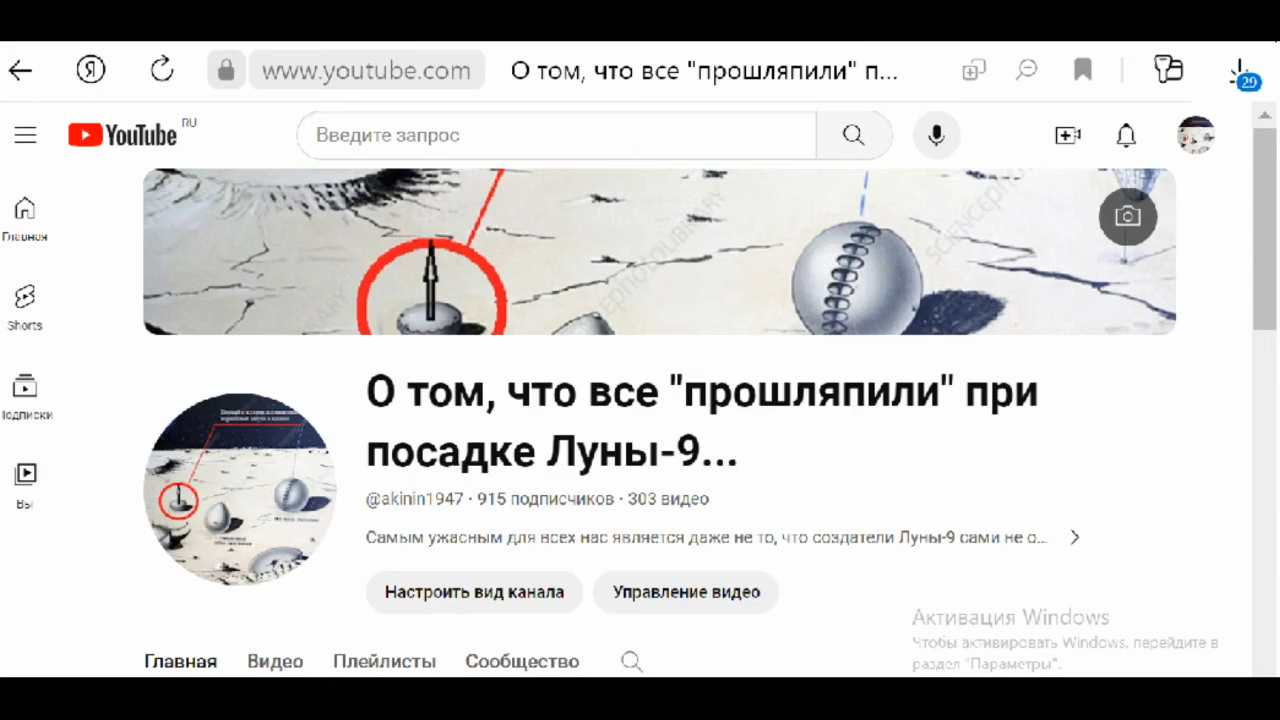 www.youtube.com
О том, что все "прошляпили" п...
29
YouTube RU
Введите запрос
Главная
Shorts
Подписки
Вы
SCIENCEPHOTOLIBRARY
О том, что все "прошляпили" при
посадке Луны-9...
@akinin1947 · 915 подписчиков · 303 видео
Самым ужасным для всех нас является даже не то, что создатели Луны-9 сами не о...
Настроить вид канала
Управление видео
Активация Windows
Чтобы активировать Windows, перейдите в
раздел "Параметры".
Главная
Видео
Плейлисты
Сообщество